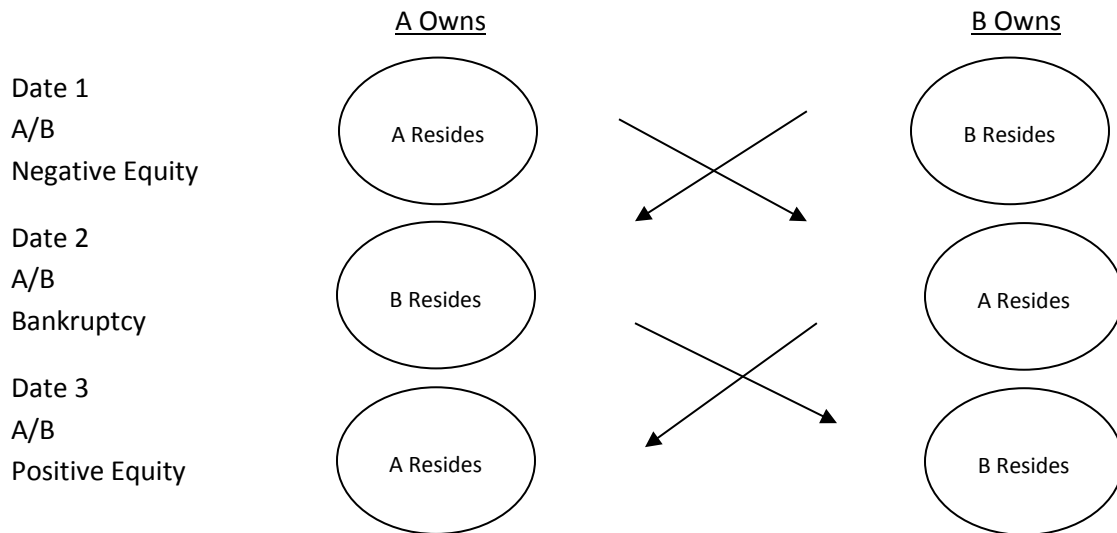 A Owns
B Owns
Date 1
A/B
Negative Equity
A Resides
B Resides
Date 2
A/B
Bankruptcy
B Resides
A Resides
Date 3
A/B
Positive Equity
A Resides
B Resides